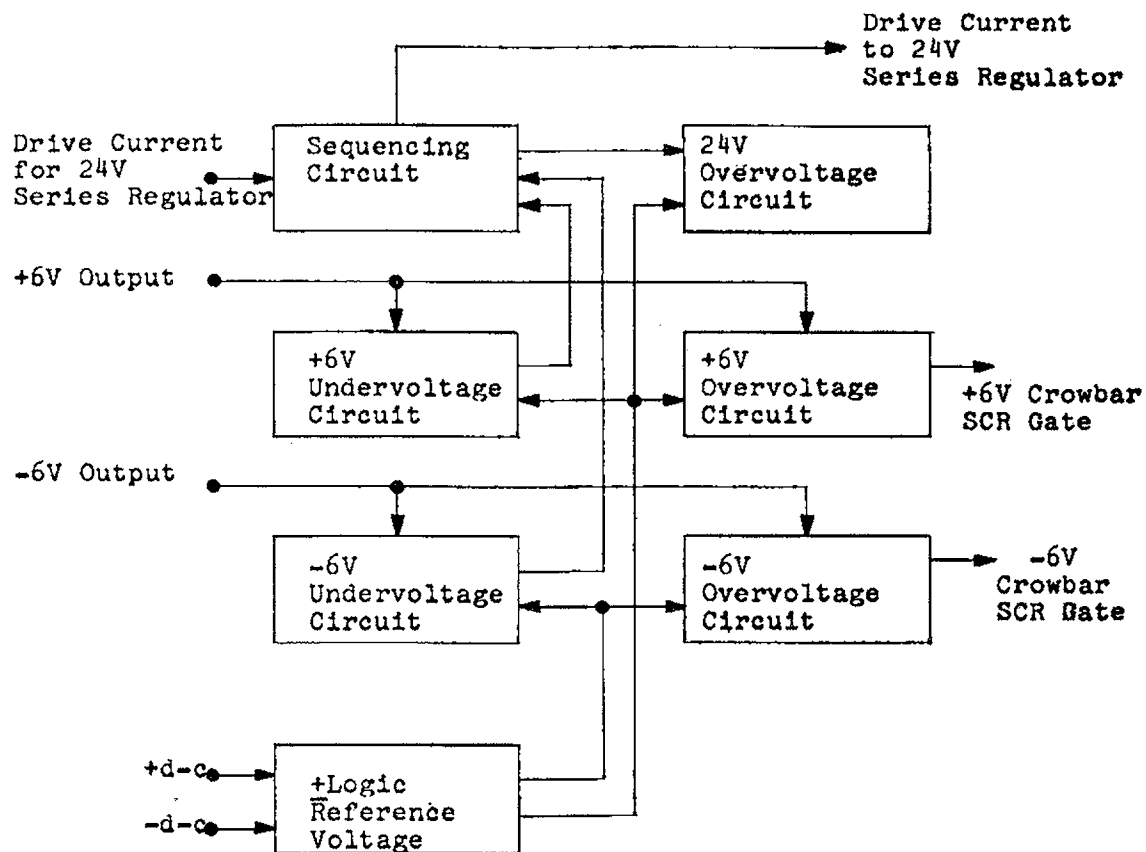 Drive Current
to 24V
Series Regulator
Drive Current
for 24V
Series Regulator
Sequencing
Circuit
24V
Overvoltage
Circuit
+6V Output
+6V
Undervoltage
Circuit
+6V
Overvoltage
Circuit
+6V Crowbar
SCR Gate
-6V Output
-6V
Undervoltage
Circuit
-6V
Overvoltage
Circuit
-6V
Crowbar
SCR Gate
+d-c
-d-c
±Logic
Reference
Voltage